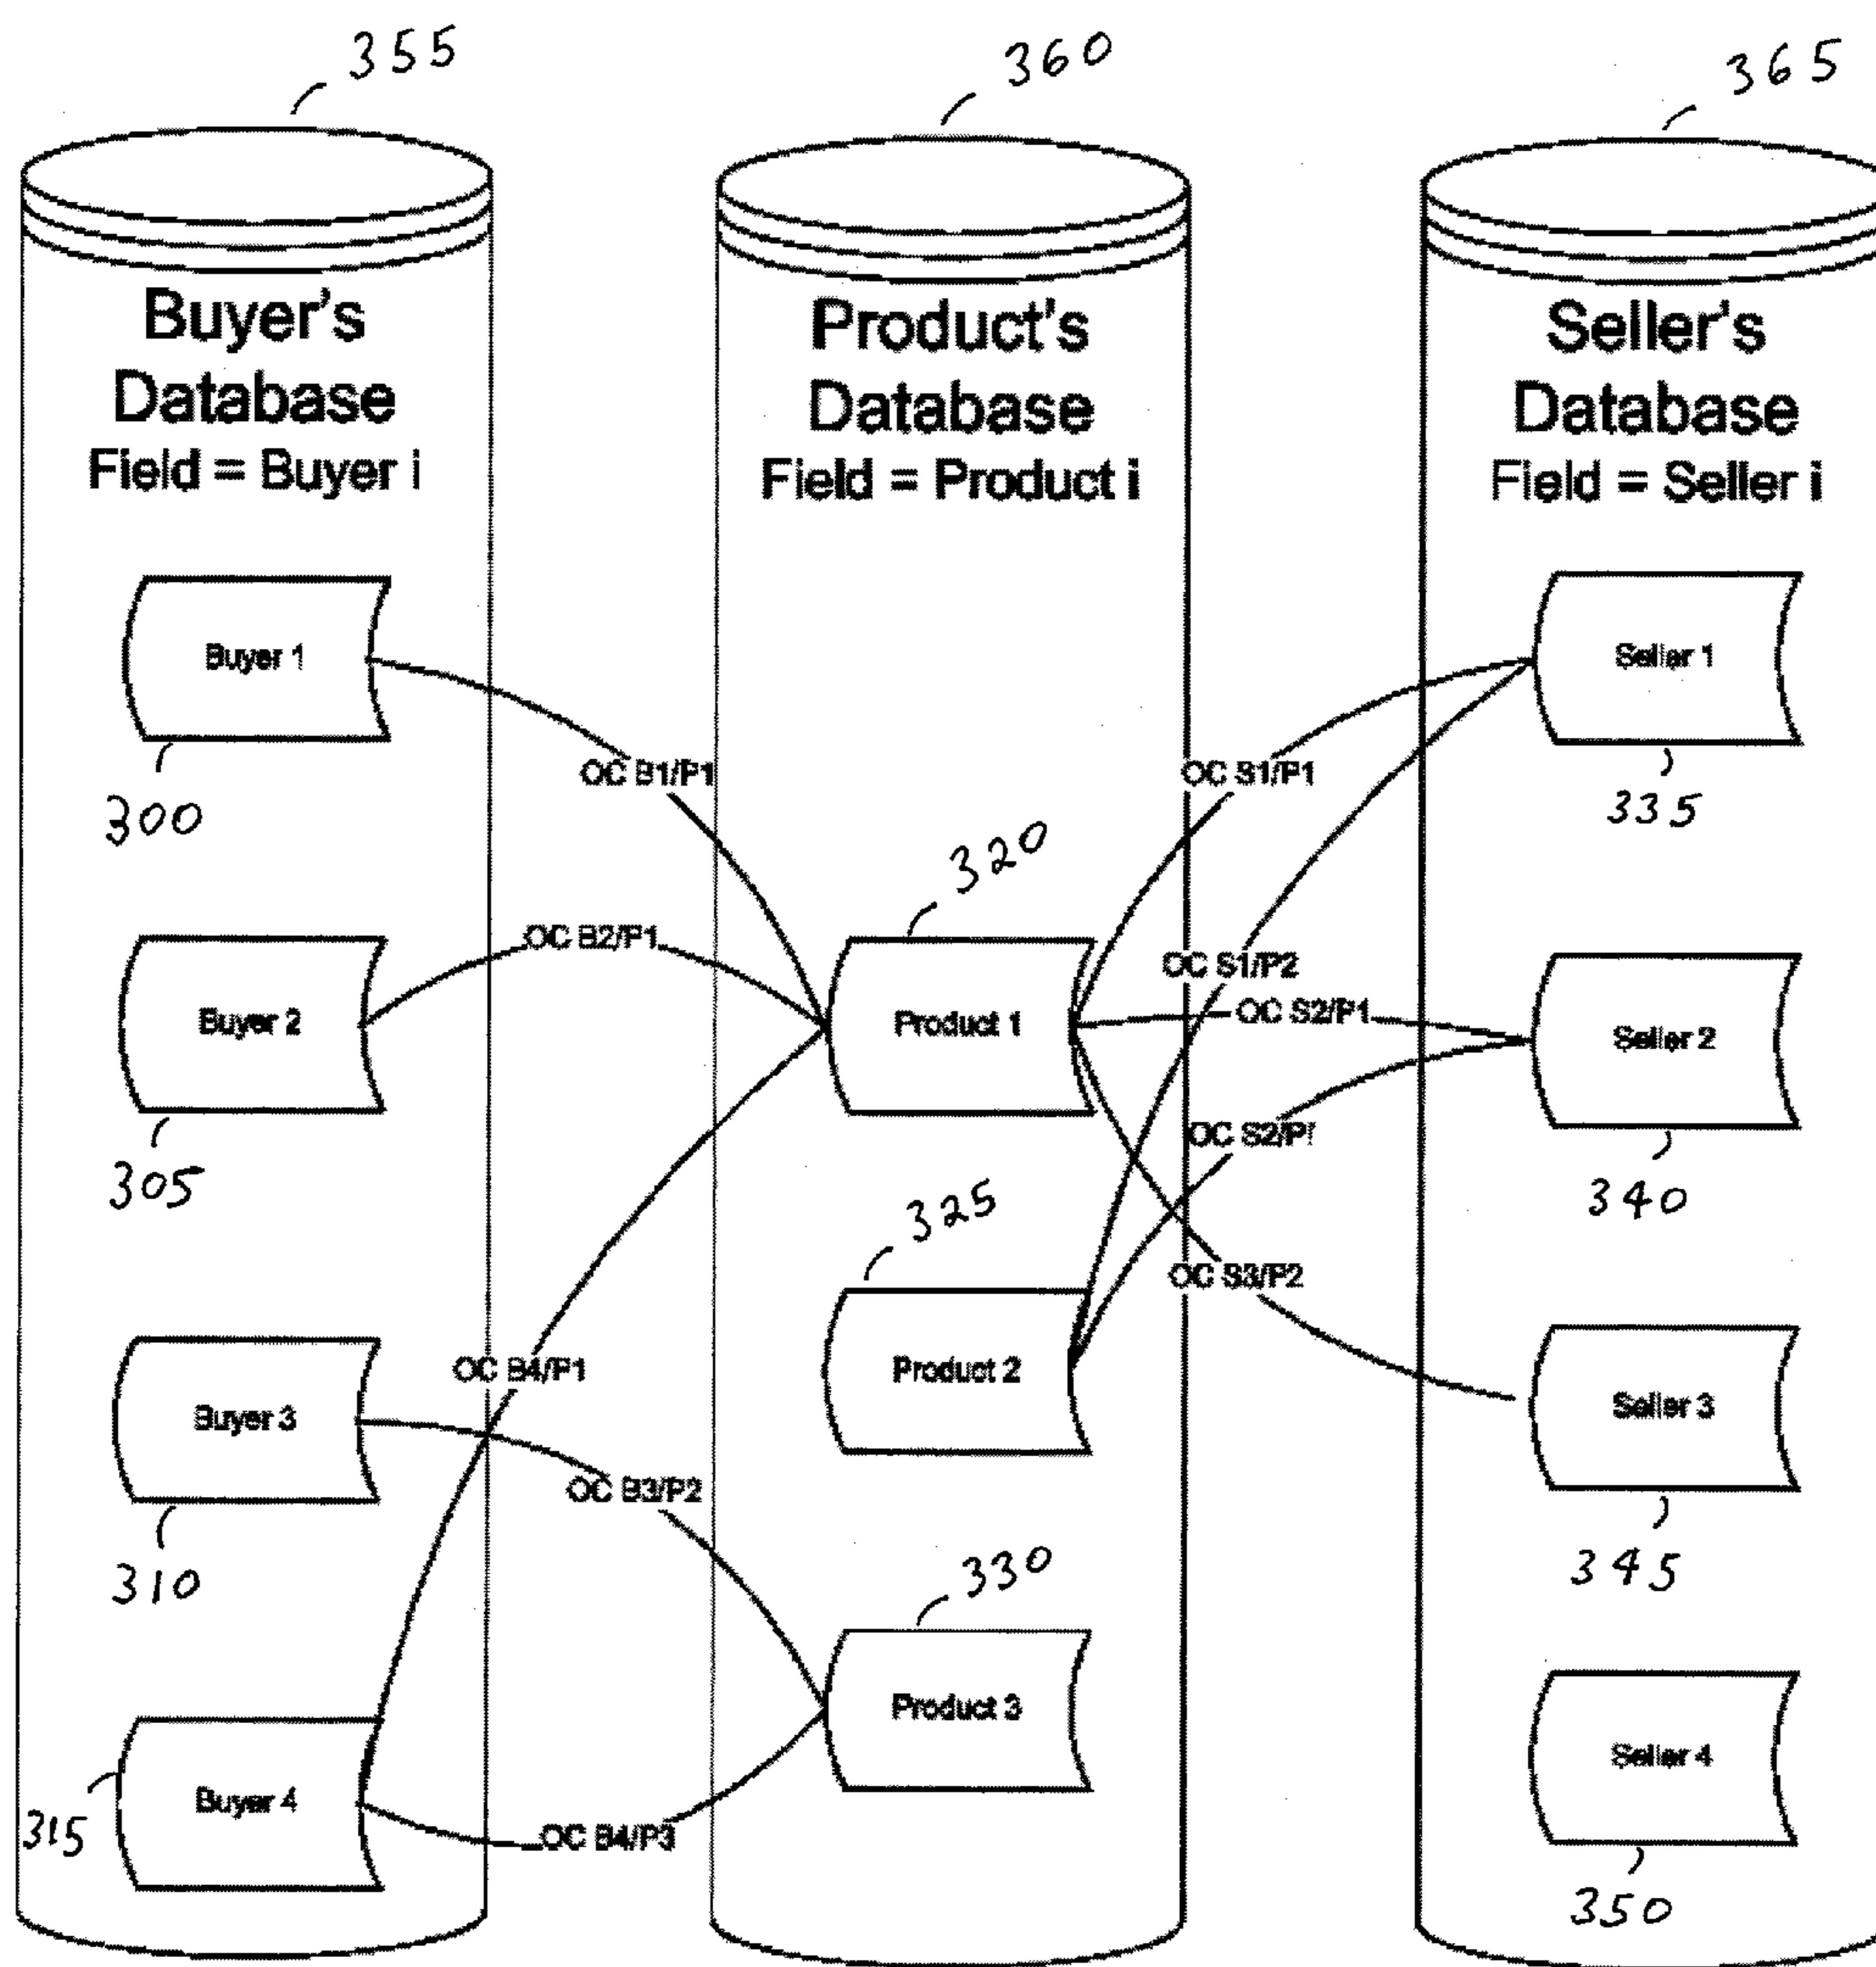 355
360
365
Buyer's
Database
Field = Buyer i
Product's
Database
Field = Product i
Seller's
Database
Field = Seller i
Buyer 1
300
Seller 1
335
OC B1/P1
OC S1/P1
320
OC B2/P1
OC S1/P2
OC S2/P1
Buyer 2
305
Product 1
Seller 2
340
OC S2/P
325
OC S3/P2
OC B4/P1
Buyer 3
310
Product 2
Seller 3
345
OC B3/P2
330
Product 3
Seller 4
350
Buyer 4
315
OC B4/P3